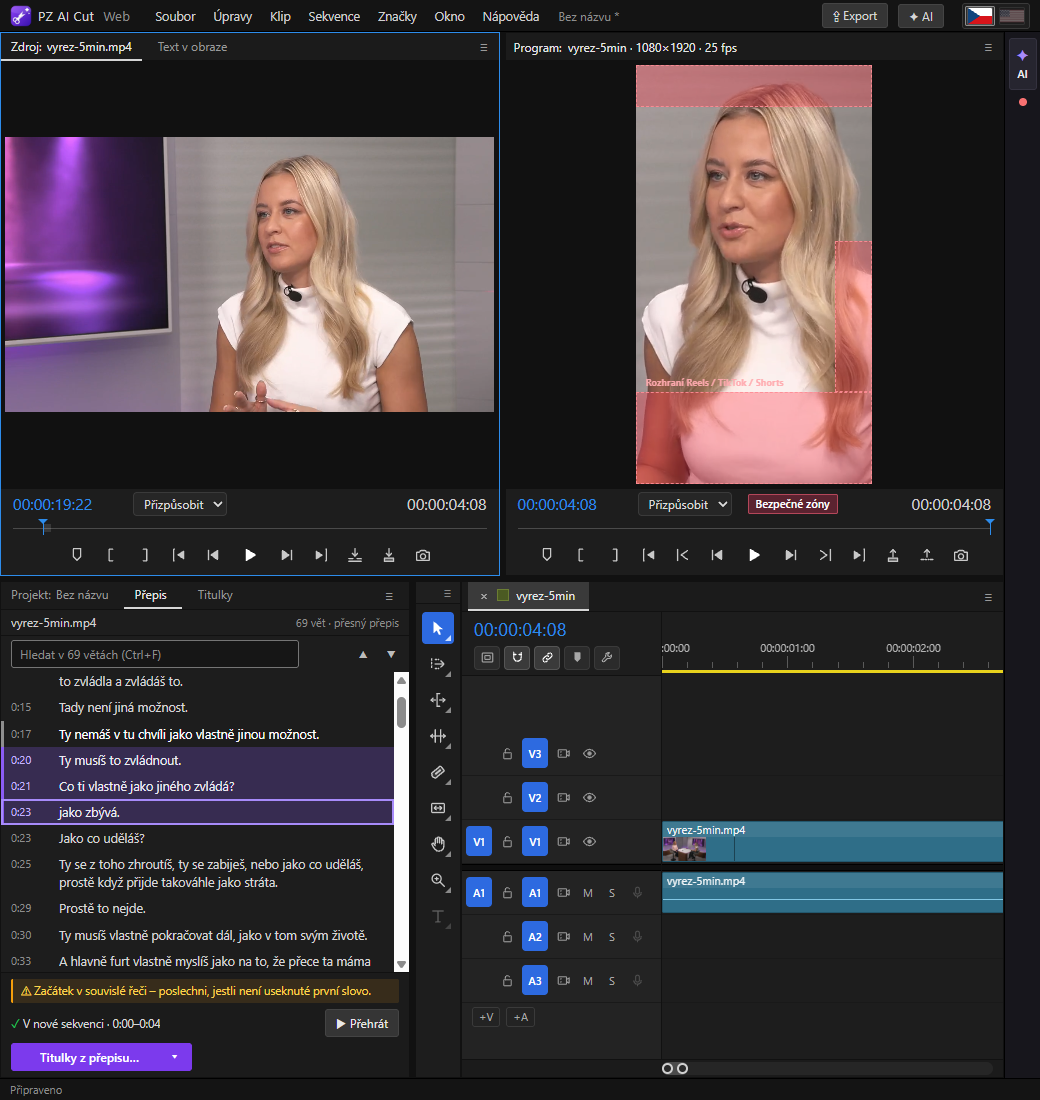 PZ AI Cut Web Soubor Úpravy Klip Sekvence Značky Okno Nápověda Bez názvu * Export AI
Zdroj: vyrez-5min.mp4 Text v obraze
Program: vyrez-5min · 1080×1920 · 25 fps
AI
Rozhraní Reels / TikTok / Shorts
00:00:19:22 Přizpůsobit 00:00:04:08
00:00:04:08 Přizpůsobit Bezpečné zóny 00:00:04:08
Projekt: Bez názvu Přepis Titulky
vyrez-5min.mp4 69 vět · přesný přepis
Hledat v 69 větách (Ctrl+F)
to zvládla a zvládáš to.
0:15 Tady není jiná možnost.
0:17 Ty nemáš v tu chvíli jako vlastně jinou možnost.
0:20 Ty musíš to zvládnout.
0:21 Co ti vlastně jako jiného zvládá?
0:23 jako zbývá.
0:23 Jako co uděláš?
0:25 Ty se z toho zhroutíš, ty se zabiješ, nebo jako co uděláš,
prostě když přijde takováhle jako stráta.
0:29 Prostě to nejde.
0:30 Ty musíš vlastně pokračovat dál, jako v tom svým životě.
0:33 A hlavně furt vlastně myslíš jako na to, že přece ta máma
⚠ Začátek v souvislé řeči – poslechni, jestli není useknuté první slovo.
✓ V nové sekvenci · 0:00–0:04 ▶ Přehrát
Titulky z přepisu...
Připraveno
× vyrez-5min
00:00:04:08
:00:00 00:00:01:00 00:00:02:00
V3
V2
V1 V1 vyrez-5min.mp4
A1 A1 M S vyrez-5min.mp4
A2 M S
A3 M S
+V +A
T